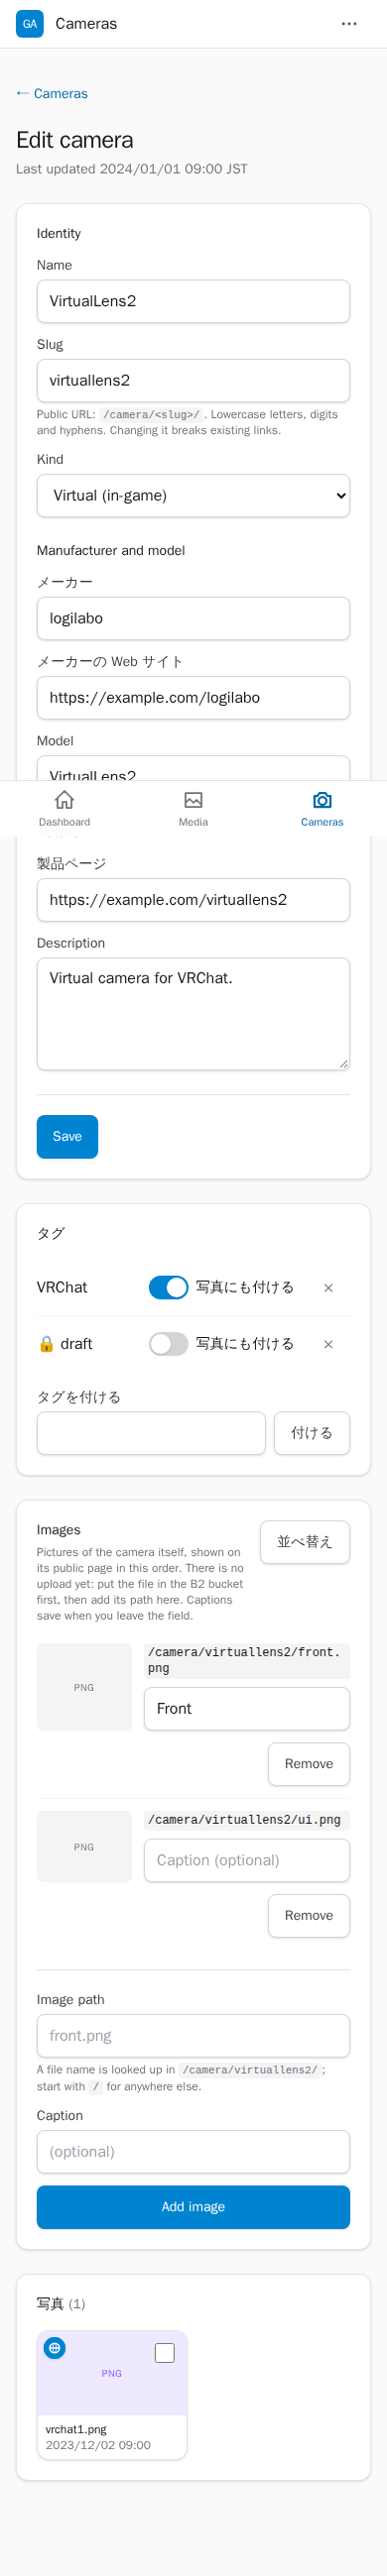 GA Cameras
← Cameras
Edit camera
Last updated 2024/01/01 09:00 JST
Identity
Name
VirtualLens2
Slug
virtuallens2
Public URL: /camera/<slug>/. Lowercase letters, digits
and hyphens. Changing it breaks existing links.
Kind
Virtual (in-game)
Manufacturer and model
メーカー
logilabo
メーカーの Web サイト
https://example.com/logilabo
Model
VirtualLens2
Dashboard
Media
Cameras
製品ページ
https://example.com/virtuallens2
Description
Virtual camera for VRChat.
Save
タグ
VRChat 写真にも付ける ×
🔒 draft 写真にも付ける ×
タグを付ける
付ける
Images
並べ替え
Pictures of the camera itself, shown on
its public page in this order. There is no
upload yet: put the file in the B2 bucket
first, then add its path here. Captions
save when you leave the field.
PNG
/camera/virtuallens2/front.
png
Front
Remove
PNG
/camera/virtuallens2/ui.png
Caption (optional)
Remove
Image path
front.png
A file name is looked up in /camera/virtuallens2/;
start with / for anywhere else.
Caption
(optional)
Add image
写真 (1)
PNG
vrchat1.png
2023/12/02 09:00